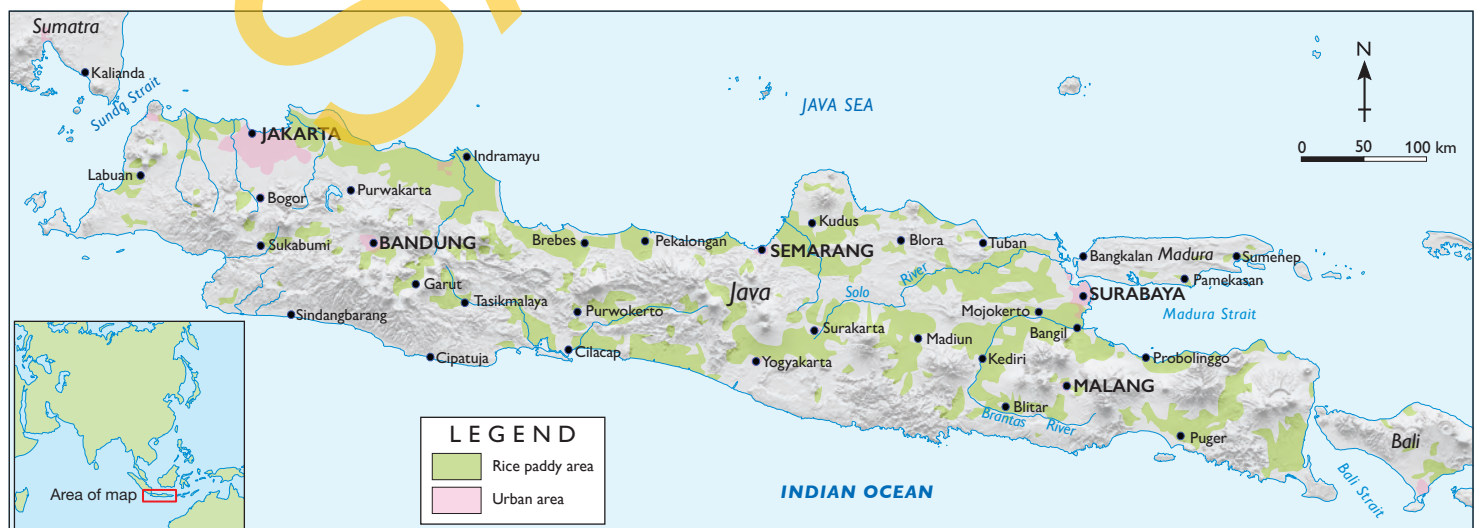 Sumatra
Kalianda
Sunda Strait
JAVA SEA
N
0 50 100 km
JAKARTA
Indramayu
Labuan
Bogor
Purwakarta
Sukabumi
BANDUNG
Brebes
Pekalongan
SEMARANG
Kudus
Blora
Tuban
Bangkalan
Madura
Sumenep
Pamekasan
Garut
Tasikmalaya
Java
Solo River
SURABAYA
Madura Strait
Sindangbarang
Purwokerto
Surakarta
Mojokerto
Bangil
Cipatuja
Cilacap
Yogyakarta
Madiun
Kediri
Probolinggo
MALANG
Blitar
Brantas River
Puger
Bali
Bali Strait
INDIAN OCEAN
LEGEND
Rice paddy area
Urban area
Area of map